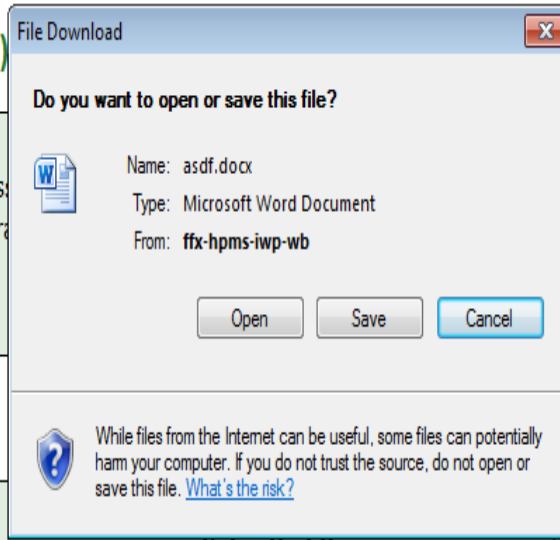 File Download
Do you want to open or save this file?
Name: asdf.docx
Type: Microsoft Word Document
From: ffx-hpms-iwp-wb
Open Save Cancel
While files from the Internet can be useful, some files can potentially
harm your computer. If you do not trust the source, do not open or
save this file. What's the risk?